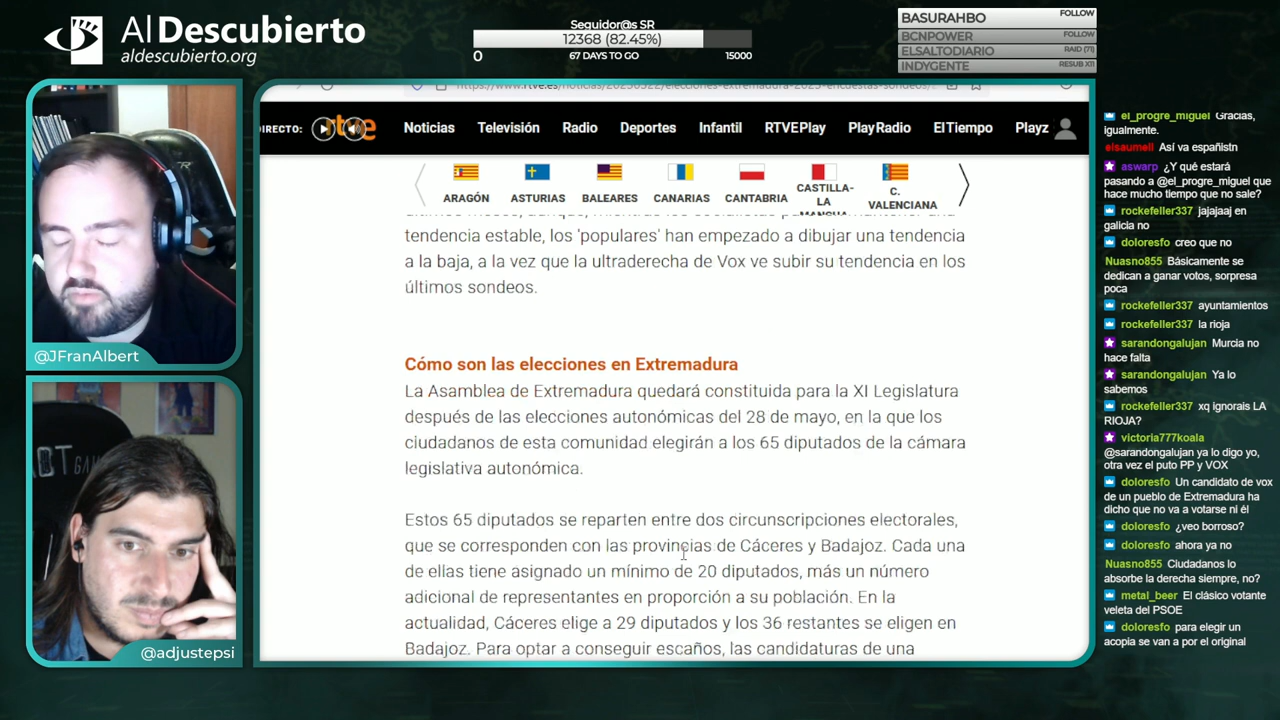 Al Descubierto
aldescubierto.org
Seguidor@s SR
12368 (82.45%)
0
67 DAYS TO GO
15000
BASURAHBO
FOLLOW
BCNPOWER
FOLLOW
ELSALTODIARIO
RAID (71)
INDYGENTE
RESUB X11
@JFranAlbert
@adjustepsi
DIRECTO:
rtve
Noticias
Televisión
Radio
Deportes
Infantil
RTVEPlay
PlayRadio
ElTiempo
Playz
ARAGÓN
ASTURIAS
BALEARES
CANARIAS
CANTABRIA
CASTILLA-
LA
C.
VALENCIANA
tendencia estable, los 'populares' han empezado a dibujar una tendencia
a la baja, a la vez que la ultraderecha de Vox ve subir su tendencia en los
últimos sondeos.
Cómo son las elecciones en Extremadura
La Asamblea de Extremadura quedará constituida para la XI Legislatura
después de las elecciones autonómicas del 28 de mayo, en la que los
ciudadanos de esta comunidad elegirán a los 65 diputados de la cámara
legislativa autonómica.
Estos 65 diputados se reparten entre dos circunscripciones electorales,
que se corresponden con las provincias de Cáceres y Badajoz. Cada una
de ellas tiene asignado un mínimo de 20 diputados, más un número
adicional de representantes en proporción a su población. En la
actualidad, Cáceres elige a 29 diputados y los 36 restantes se eligen en
Badajoz. Para optar a conseguir escaños, las candidaturas de una
el_progre_miguel Gracias,
igualmente.
elsaumell Así va españistn
aswarp ¿Y qué estará
pasando a @el_progre_miguel que
hace mucho tiempo que no sale?
rockefeller337 jajajaaj en
galicia no
doloresfo creo que no
Nuasno855 Básicamente se
dedican a ganar votos, sorpresa
poca
rockefeller337 ayuntamientos
rockefeller337 la rioja
sarandongalujan Murcia no
hace falta
sarandongalujan Ya lo
sabemos
rockefeller337 xq ignorais LA
RIOJA?
victoria777koala
@sarandongalujan ya lo digo yo,
otra vez el puto PP y VOX
doloresfo Un candidato de vox
de un pueblo de Extremadura ha
dicho que no va a votarse ni él
doloresfo ¿veo borroso?
doloresfo ahora ya no
Nuasno855 Ciudadanos lo
absorbe la derecha siempre, no?
metal_beer El clásico votante
veleta del PSOE
doloresfo para elegir un
acopia se van a por el original